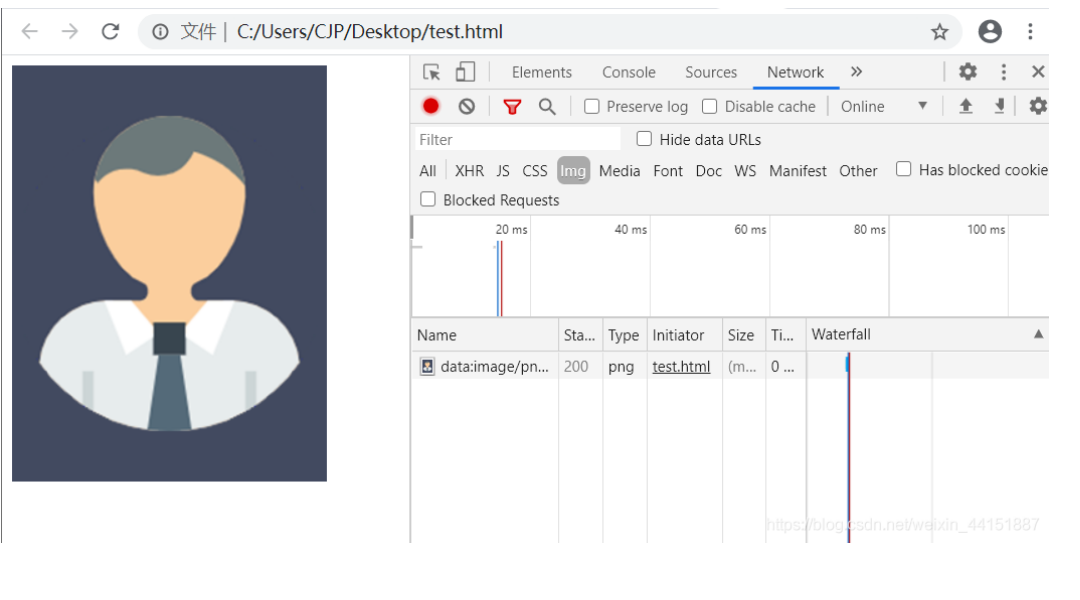 文件 | C:/Users/CJP/Desktop/test.html
Elements Console Sources Network »
Preserve log Disable cache Online
Filter Hide data URLs
All XHR JS CSS Img Media Font Doc WS Manifest Other Has blocked cookie
Blocked Requests
20 ms 40 ms 60 ms 80 ms 100 ms
Name Sta... Type Initiator Size Ti... Waterfall
data:image/pn... 200 png test.html (m... 0 ...
https://blog.csdn.net/weixin_44151887